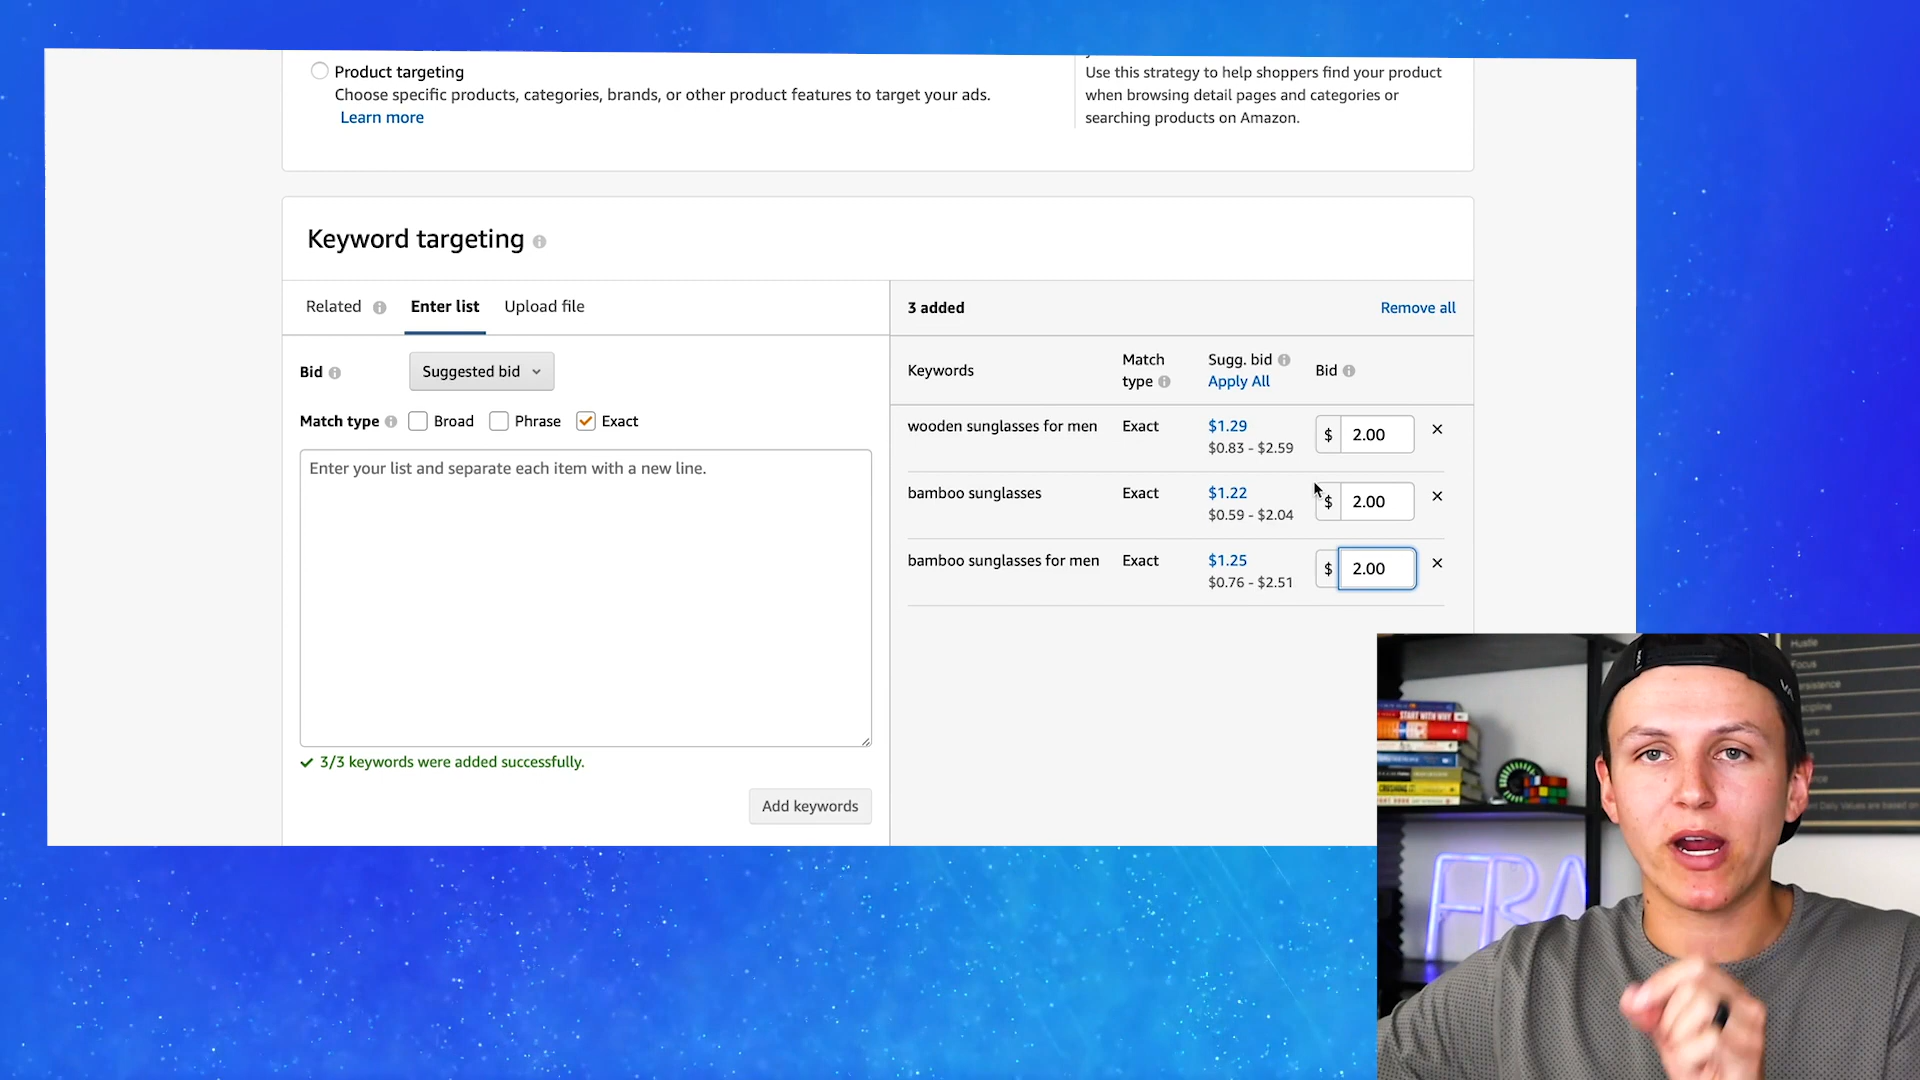 Product targeting
Choose specific products, categories, brands, or other product features to target your ads.
Learn more
Use this strategy to help shoppers find your product
when browsing detail pages and categories or
searching products on Amazon.
Keyword targeting
Related
Enter list
Upload file
Bid
Suggested bid
Match type
Broad
Phrase
Exact
Enter your list and separate each item with a new line.
3/3 keywords were added successfully.
Add keywords
3 added
Remove all
Keywords
Match
type
Sugg. bid
Apply All
Bid
wooden sunglasses for men
Exact
$1.29
$0.83 - $2.59
$ 2.00
bamboo sunglasses
Exact
$1.22
$0.59 - $2.04
$ 2.00
bamboo sunglasses for men
Exact
$1.25
$0.76 - $2.51
$ 2.00
START WITH WHY
FBA
Hustle
Focus